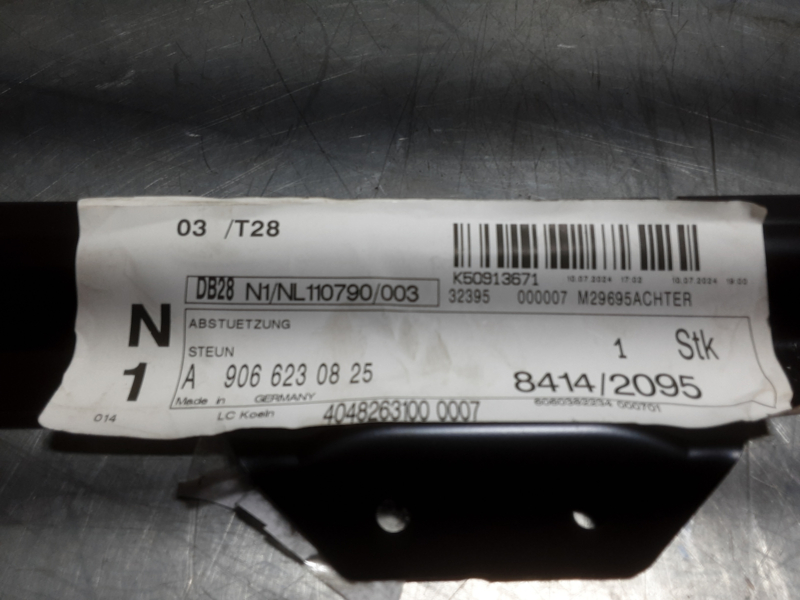 03 /T28
K50913671 10.07.2024 17:02 10.07.2024 19:00
DB28 N1/NL110790/003
32395 000007 M29695ACHTER
N
1
ABSTUETZUNG
STEUN
1 Stk
A 906 623 08 25
8414/2095
Made in GERMANY
6060382234 000701
014
LC Koeln
4048263100 0007